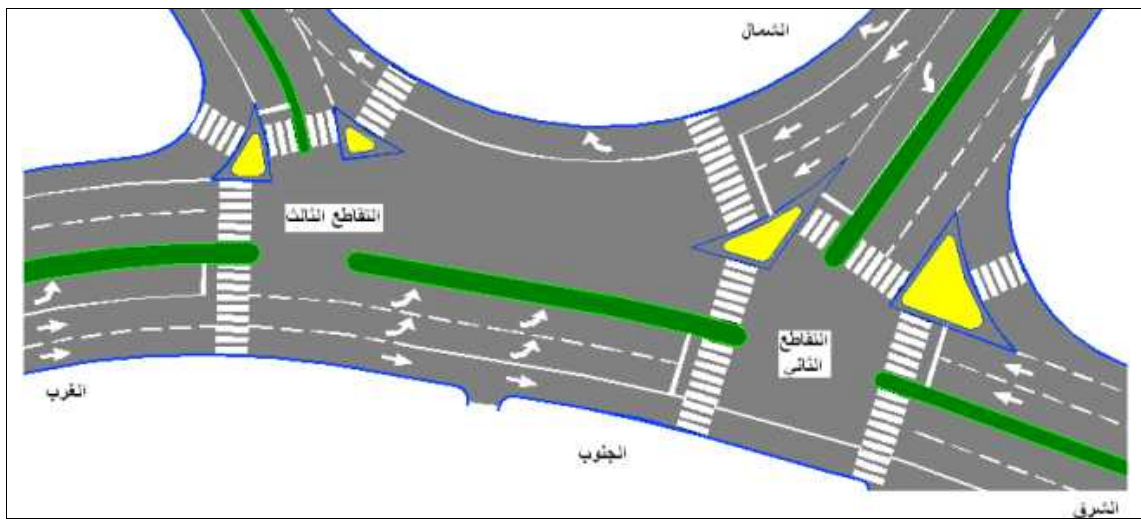 الشمال
التقاطع الثالث
التقاطع
الثاني
الغرب
الجنوب
الشرق